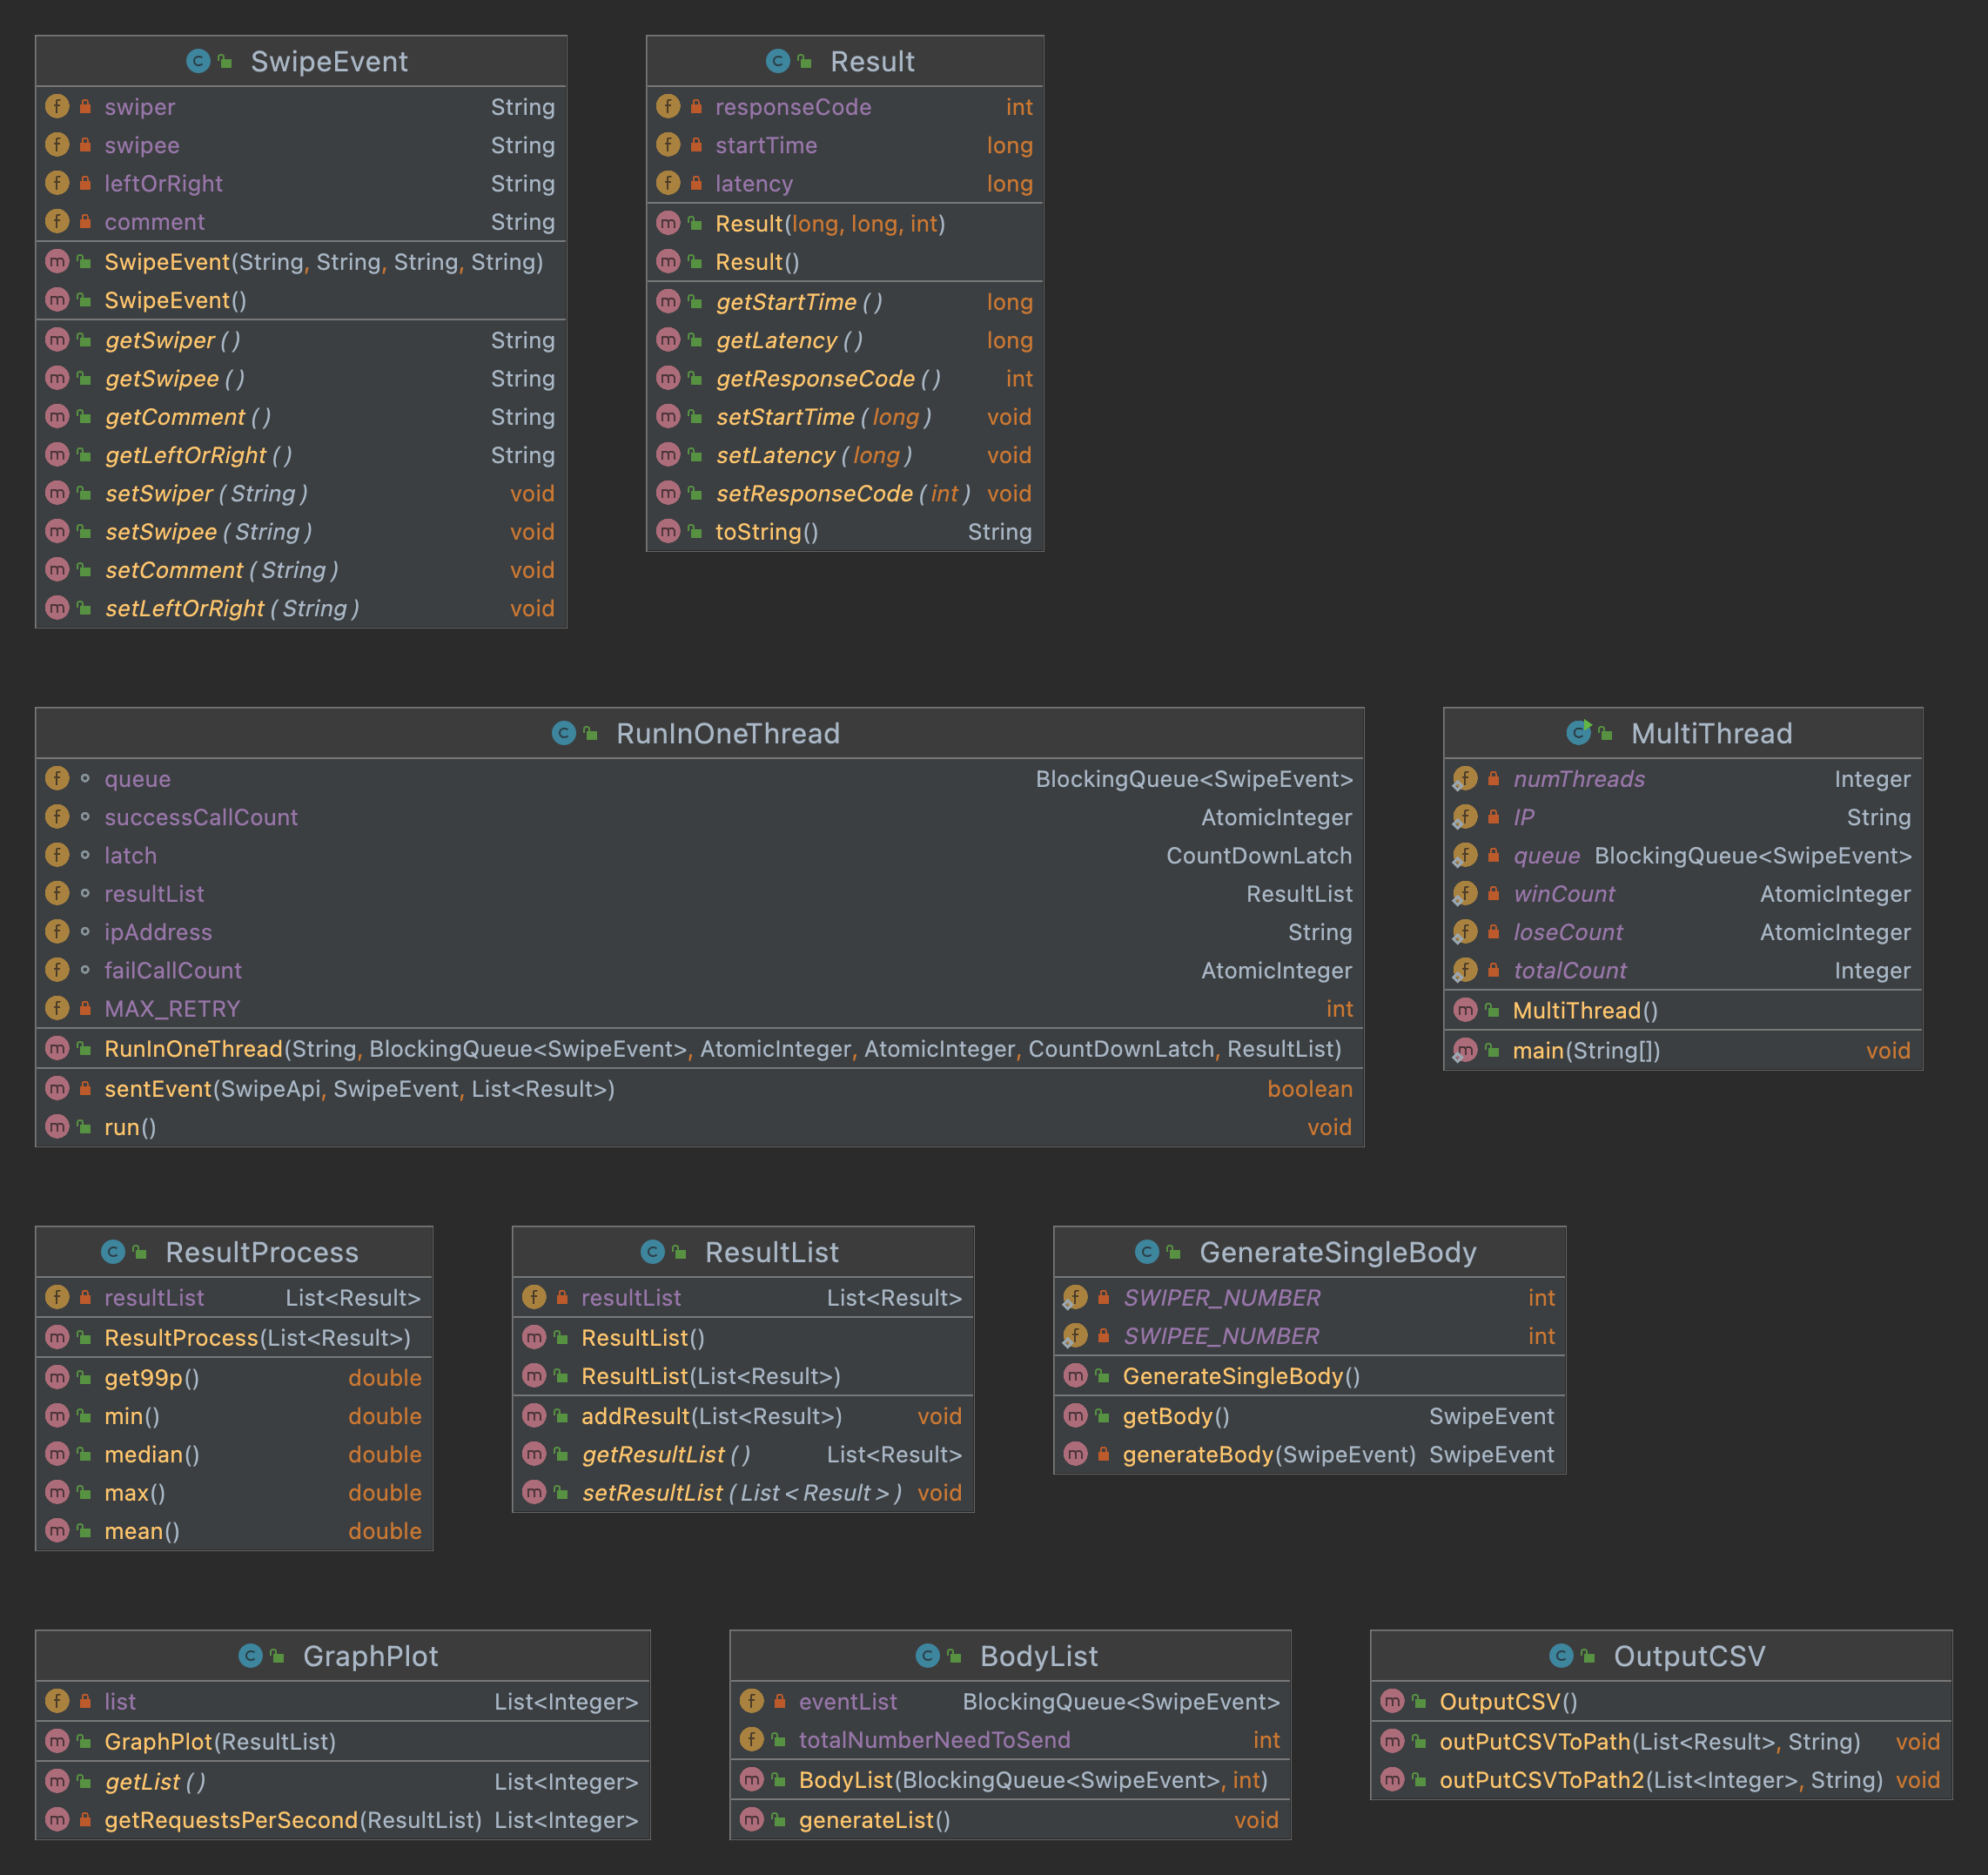 SwipeEvent
swiper String
swipee String
leftOrRight String
comment String
SwipeEvent(String, String, String, String)
SwipeEvent()
getSwiper() String
getSwipee() String
getComment() String
getLeftOrRight() String
setSwiper(String) void
setSwipee(String) void
setComment(String) void
setLeftOrRight(String) void
Result
responseCode int
startTime long
latency long
Result(long, long, int)
Result()
getStartTime() long
getLatency() long
getResponseCode() int
setStartTime(long) void
setLatency(long) void
setResponseCode(int) void
toString() String
RunInOneThread
queue BlockingQueue<SwipeEvent>
successCallCount AtomicInteger
latch CountDownLatch
resultList ResultList
ipAddress String
failCallCount AtomicInteger
MAX_RETRY int
RunInOneThread(String, BlockingQueue<SwipeEvent>, AtomicInteger, AtomicInteger, CountDownLatch, ResultList)
sentEvent(SwipeApi, SwipeEvent, List<Result>) boolean
run() void
MultiThread
numThreads Integer
IP String
queue BlockingQueue<SwipeEvent>
winCount AtomicInteger
loseCount AtomicInteger
totalCount Integer
MultiThread()
main(String[]) void
ResultProcess
resultList List<Result>
ResultProcess(List<Result>)
get99p() double
min() double
median() double
max() double
mean() double
ResultList
resultList List<Result>
ResultList()
ResultList(List<Result>)
addResult(List<Result>) void
getResultList() List<Result>
setResultList(List<Result>) void
GenerateSingleBody
SWIPER_NUMBER int
SWIPEE_NUMBER int
GenerateSingleBody()
getBody() SwipeEvent
generateBody(SwipeEvent) SwipeEvent
GraphPlot
list List<Integer>
GraphPlot(ResultList)
getList() List<Integer>
getRequestsPerSecond(ResultList) List<Integer>
BodyList
eventList BlockingQueue<SwipeEvent>
totalNumberNeedToSend int
BodyList(BlockingQueue<SwipeEvent>, int)
generateList() void
OutputCSV
OutputCSV()
outPutCSVToPath(List<Result>, String) void
outPutCSVToPath2(List<Integer>, String) void